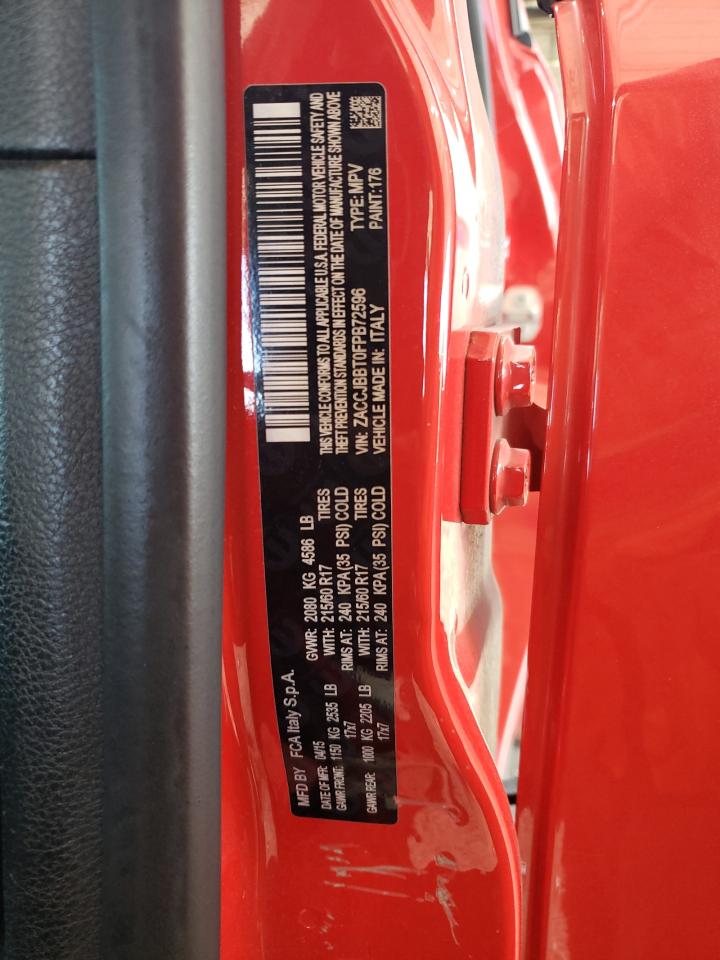 MFD BY FCA Italy S.p.A.
DATE OF MFR: 04/15 GVWR: 2080 KG 4586 LB
GAWR FRONT: 1150 KG 2535 LB WITH: 215/60 R17 TIRES
17x7 RIMS AT: 240 KPA (35 PSI) COLD
GAWR REAR: 1000 KG 2205 LB WITH: 215/60 R17 TIRES
17x7 RIMS AT: 240 KPA (35 PSI) COLD
THIS VEHICLE CONFORMS TO ALL APPLICABLE U.S.A. FEDERAL MOTOR VEHICLE SAFETY AND
THEFT PREVENTION STANDARDS IN EFFECT ON THE DATE OF MANUFACTURE SHOWN ABOVE
VIN: ZACCJBBT0FPB72596 TYPE: MPV
VEHICLE MADE IN: ITALY PAINT: 176